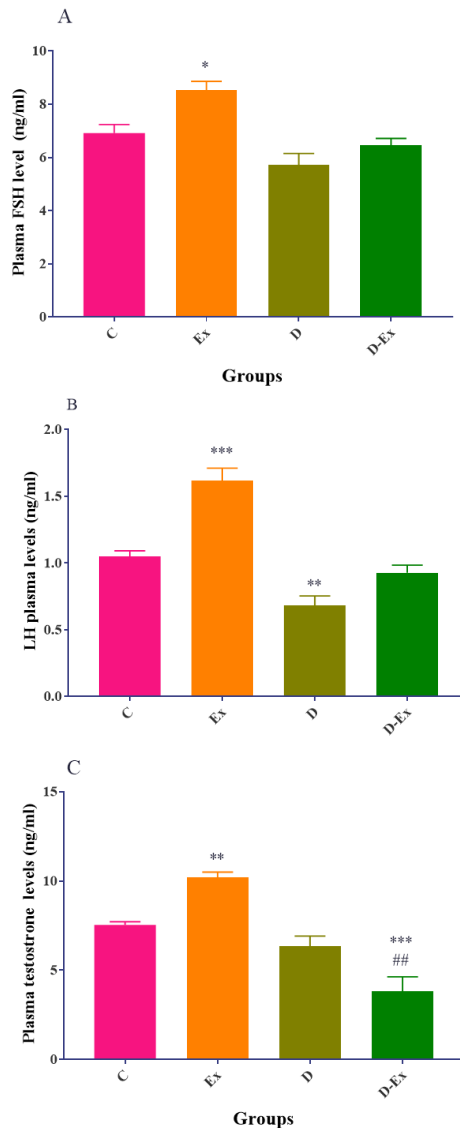 A
Plasma FSH level (ng/ml)
10
8
6
4
2
0
*
C
Ex
D
D-Ex
Groups
B
LH plasma levels (ng/ml)
2.0
1.5
1.0
0.5
0.0
***
**
C
Ex
D
D-Ex
C
Plasma testostrone levels (ng/ml)
15
10
5
0
**
***
##
C
Ex
D
D-Ex
Groups